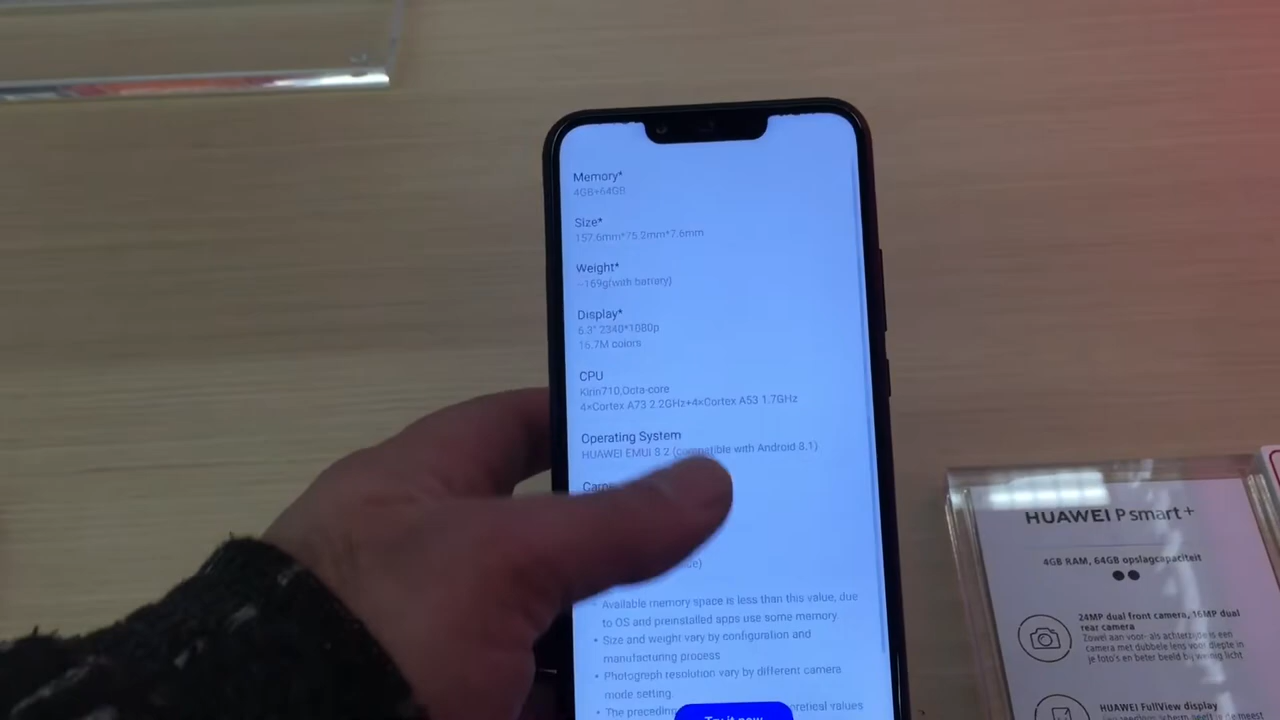 Memory*
4GB+64GB
Size*
157.6mm*75.2mm*7.6mm
Weight*
~169g(with battery)
Display*
6.3" 2340*1080p
16.7M colors
CPU
Kirin710,Octa-core
4×Cortex A73 2.2GHz+4×Cortex A53 1.7GHz
Operating System
HUAWEI EMUI 8.2 (compatible with Android 8.1)
• Available memory space is less than this value, due
to OS and preinstalled apps use some memory.
• Size and weight vary by configuration and
manufacturing process
• Photograph resolution vary by different camera
mode setting.
• The preceding
values
Try it now
HUAWEI P smart+
4GB RAM, 64GB opslagcapaciteit
24MP dual front camera, 16MP dual
rear camera
Zowel aan voor- als achterzijde is een
camera met dubbele lens voor diepte in
je foto's en beter beeld bij weinig licht
HUAWEI FullView display